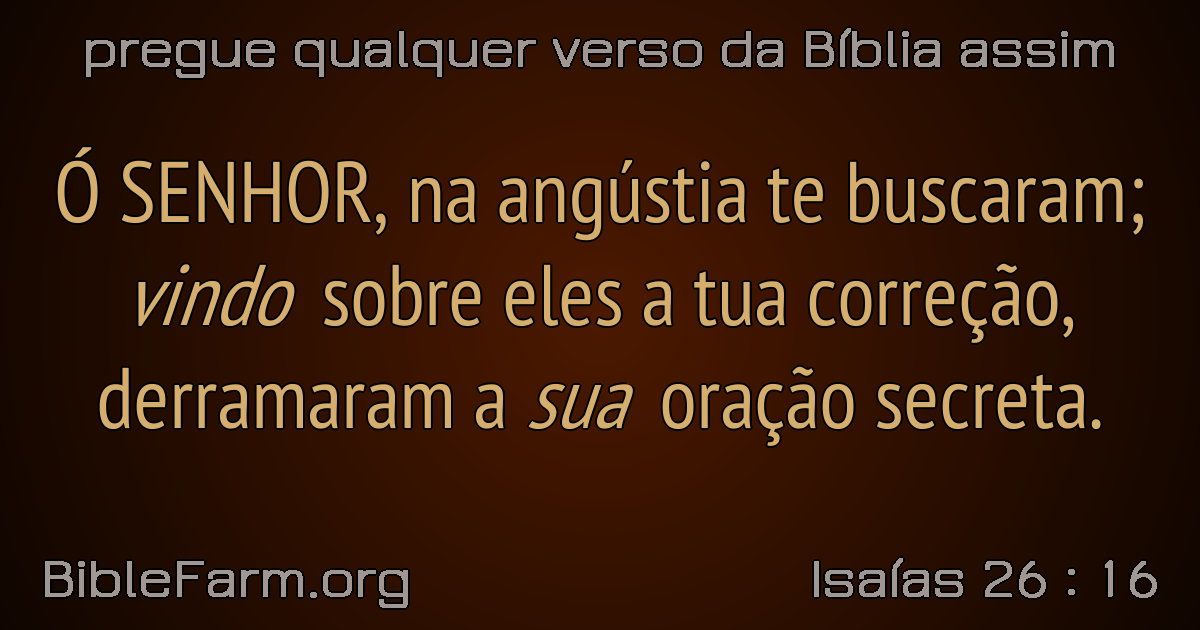 pregue qualquer verso da Bíblia assim
Ó SENHOR, na angústia te buscaram;
vindo sobre eles a tua correção,
derramaram a sua oração secreta.
BibleFarm.org
Isaías 26 : 16